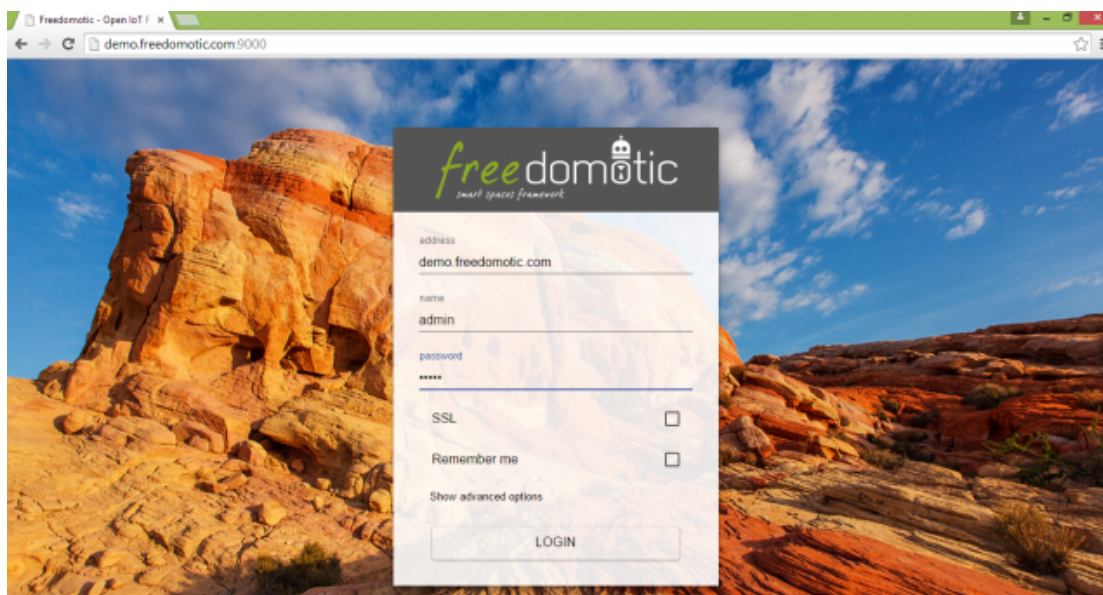 Freedomotic - Open IoT F
demo.freedomotic.com:9000
freedomotic
smart spaces framework
address
demo.freedomotic.com
name
admin
password
•••••
SSL
Remember me
Show advanced options
LOGIN